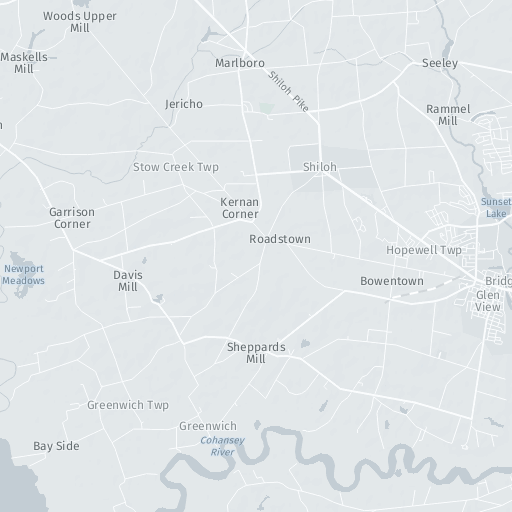 Woods Upper
Mill
Maskells
Mill
Marlboro
Seeley
Shiloh Pike
Jericho
Rammel
Mill
n
Stow Creek Twp
Shiloh
Kernan
Corner
Sunset
Lake
Garrison
Corner
Roadstown
Hopewell Twp
Newport
Meadows
Davis
Mill
Bowentown
Bridg
Glen
View
Sheppards
Mill
Greenwich Twp
Greenwich
Cohansey
River
Bay Side